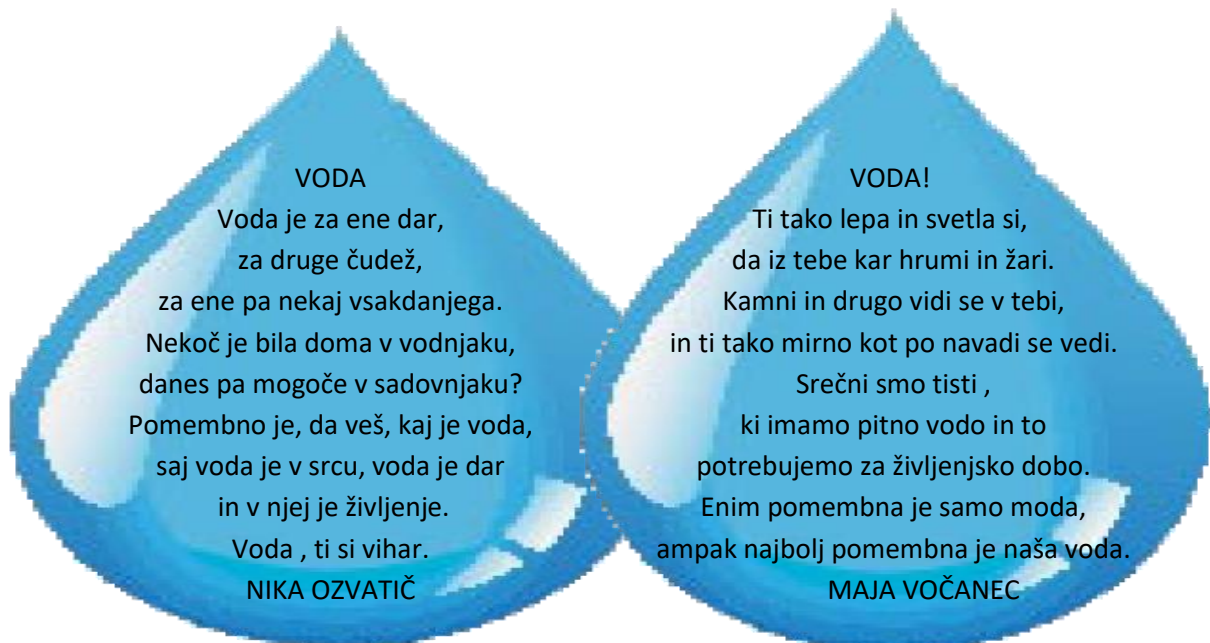 VODA
Voda je za ene dar,
za druge čudež,
za ene pa nekaj vsakdanjega.
Nekoč je bila doma v vodnjaku,
danes pa mogoče v sadovnjaku?
Pomembno je, da veš, kaj je voda,
saj voda je v srcu, voda je dar
in v njej je življenje.
Voda , ti si vihar.
NIKA OZVATIČ
VODA!
Ti tako lepa in svetla si,
da iz tebe kar hrumi in žari.
Kamni in drugo vidi se v tebi,
in ti tako mirno kot po navadi se vedi.
Srečni smo tisti ,
ki imamo pitno vodo in to
potrebujemo za življenjsko dobo.
Enim pomembna je samo moda,
ampak najbolj pomembna je naša voda.
MAJA VOČANEC